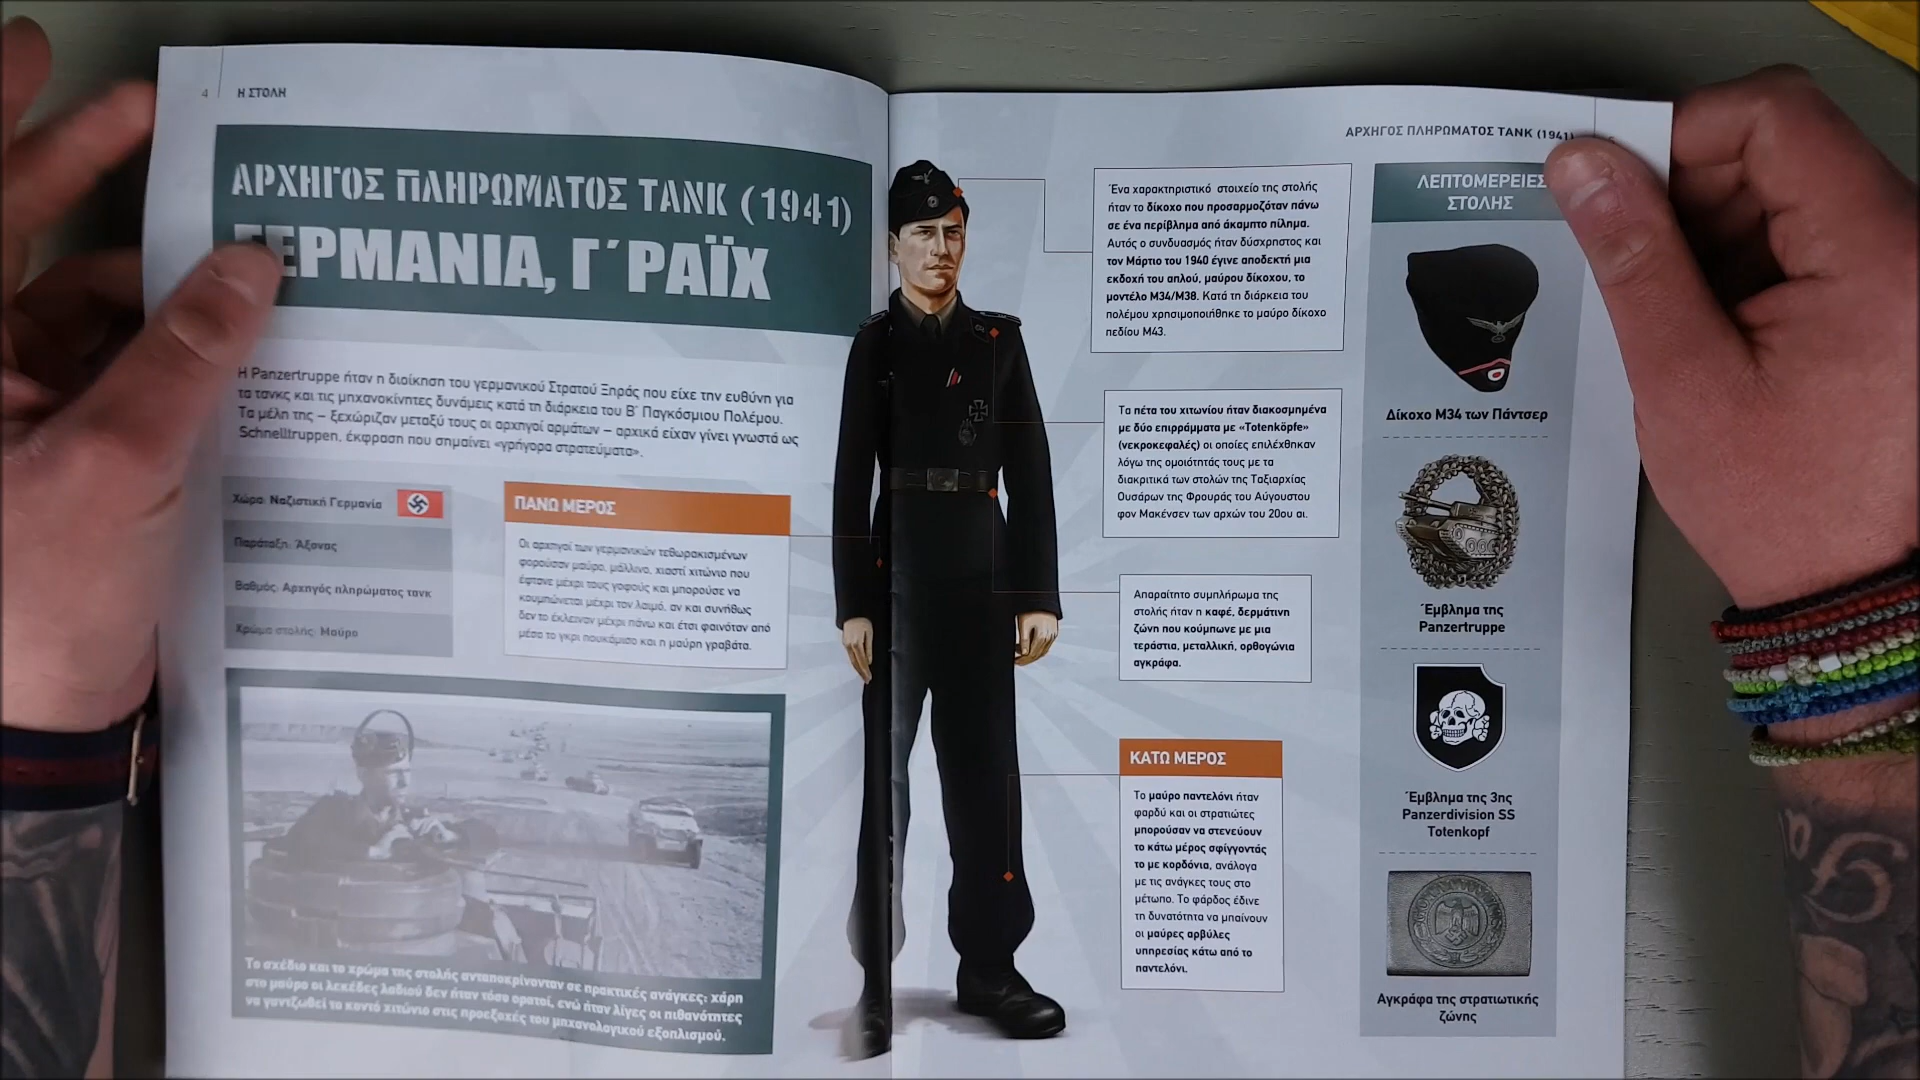 4 Η ΣΤΟΛΗ
ΑΡΧΗΓΟΣ ΠΛΗΡΩΜΑΤΟΣ ΤΑΝΚ (1941)
ΕΡΜΑΝΙΑ, Γ΄ ΡΑΪΧ
Η Panzertruppe ήταν η διοίκηση του γερμανικού Στρατού Ξηράς που είχε την ευθύνη για
τα τανκς και τις μηχανοκίνητες δυνάμεις κατά τη διάρκεια του Β΄ Παγκόσμιου Πολέμου.
Τα μέλη της – ξεχώριζαν μεταξύ τους οι αρχηγοί αρμάτων – αρχικά είχαν γίνει γνωστά ως
Schnelltruppen, έκφραση που σημαίνει «γρήγορα στρατεύματα».
Χώρα: Ναζιστική Γερμανία
Παράταξη: Άξονας
Βαθμός: Αρχηγός πληρώματος τανκ
Χρώμα στολής: Μαύρο
ΠΑΝΩ ΜΕΡΟΣ
Οι αρχηγοί των γερμανικών τεθωρακισμένων
φορούσαν μαύρο, μάλλινο, χιαστί χιτώνιο που
έφτανε μέχρι τους γοφούς και μπορούσε να
κουμπώνεται μέχρι τον λαιμό, αν και συνήθως
δεν το έκλειναν μέχρι πάνω και έτσι φαινόταν από
μέσα το γκρι πουκάμισο και η μαύρη γραβάτα.
Το σχέδιο και το χρώμα της στολής ανταποκρίνονταν σε πρακτικές ανάγκες: χάρη
στο μαύρο οι λεκέδες λαδιού δεν ήταν τόσο ορατοί, ενώ ήταν λίγες οι πιθανότητες
να γαντζωθεί το κοντό χιτώνιο στις προεξοχές του μηχανολογικού εξοπλισμού.
ΑΡΧΗΓΟΣ ΠΛΗΡΩΜΑΤΟΣ ΤΑΝΚ (1941)
Ένα χαρακτηριστικό στοιχείο της στολής
ήταν το δίκοχο που προσαρμοζόταν πάνω
σε ένα περίβλημα από άκαμπτο πίλημα.
Αυτός ο συνδυασμός ήταν δύσχρηστος και
τον Μάρτιο του 1940 έγινε αποδεκτή μια
εκδοχή του απλού, μαύρου δίκοχου, το
μοντέλο M34/M38. Κατά τη διάρκεια του
πολέμου χρησιμοποιήθηκε το μαύρο δίκοχο
πεδίου M43.
Τα πέτα του χιτωνίου ήταν διακοσμημένα
με δύο επιρράμματα με «Totenköpfe»
(νεκροκεφαλές) οι οποίες επιλέχθηκαν
λόγω της ομοιότητάς τους με τα
διακριτικά των στολών της Ταξιαρχίας
Ουσάρων της Φρουράς του Αύγουστου
φον Μακένσεν των αρχών του 20ου αι.
Απαραίτητο συμπλήρωμα της
στολής ήταν η καφέ, δερμάτινη
ζώνη που κούμπωνε με μια
τεράστια, μεταλλική, ορθογώνια
αγκράφα.
ΚΑΤΩ ΜΕΡΟΣ
Το μαύρο παντελόνι ήταν
φαρδύ και οι στρατιώτες
μπορούσαν να στενεύουν
το κάτω μέρος σφίγγοντάς
το με κορδόνια, ανάλογα
με τις ανάγκες τους στο
μέτωπο. Το φάρδος έδινε
τη δυνατότητα να μπαίνουν
οι μαύρες αρβύλες
υπηρεσίας κάτω από το
παντελόνι.
ΛΕΠΤΟΜΕΡΕΙΕΣ
ΣΤΟΛΗΣ
Δίκοχο M34 των Πάντσερ
Έμβλημα της
Panzertruppe
Έμβλημα της 3ης
Panzerdivision SS
Totenkopf
Αγκράφα της στρατιωτικής
ζώνης